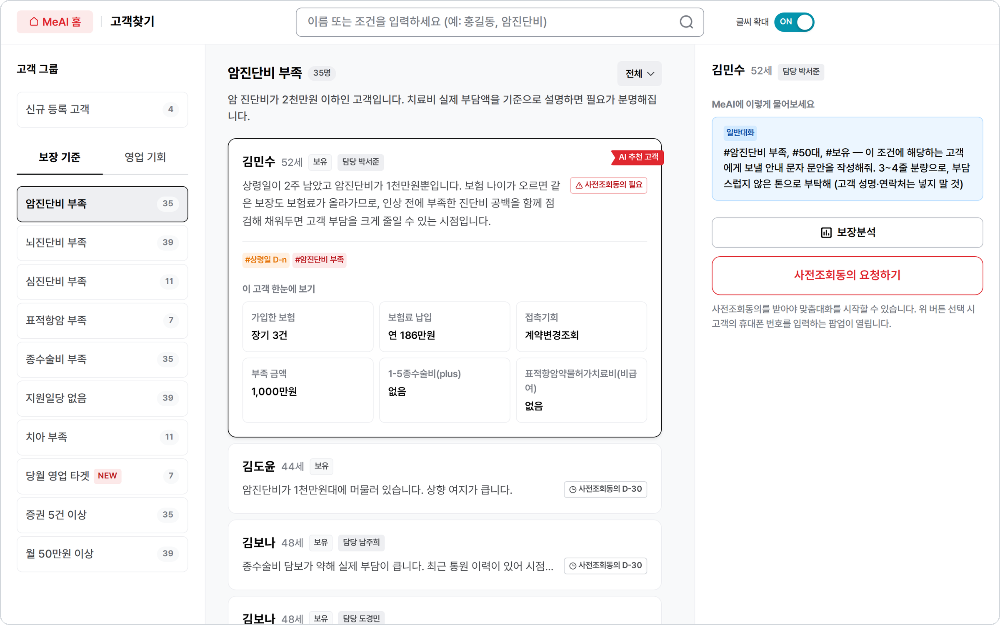 MeAI 홈
고객찾기
이름 또는 조건을 입력하세요 (예: 홍길동, 암진단비)
글씨 확대
ON
고객 그룹
신규 등록 고객
4
보장 기준
영업 기회
암진단비 부족
35
뇌진단비 부족
39
심진단비 부족
11
표적항암 부족
7
종수술비 부족
35
지원일당 없음
39
치아 부족
11
당월 영업 타겟
NEW
7
증권 5건 이상
35
월 50만원 이상
39
암진단비 부족
35명
전체
암 진단비가 2천만원 이하인 고객입니다. 치료비 실제 부담액을 기준으로 설명하면 필요가 분명해집
니다.
김민수 52세 보유 담당 박서준
AI 추천 고객
상령일이 2주 남았고 암진단비가 1천만원뿐입니다. 보험 나이가 오르면 같
은 보장도 보험료가 올라가므로, 인상 전에 부족한 진단비 공백을 함께 점
검해 채워두면 고객 부담을 크게 줄일 수 있는 시점입니다.
사전조회동의 필요
#상령일 D-n
#암진단비 부족
이 고객 한눈에 보기
가입한 보험
장기 3건
보험료 납입
연 186만원
접촉기회
계약변경조회
부족 금액
1,000만원
1-5종수술비(plus)
없음
표적항암약물허가치료비(비급
여)
없음
김도윤 44세 보유
암진단비가 1천만원대에 머물러 있습니다. 상향 여지가 큽니다.
사전조회동의 D-30
김보나 48세 보유 담당 남주희
종수술비 담보가 약해 실제 부담이 큽니다. 최근 통원 이력이 있어 시점...
사전조회동의 D-30
김보나 48세 보유 담당 도경민
김민수 52세 담당 박서준
MeAI에 이렇게 물어보세요
일반대화
#암진단비 부족, #50대, #보유 — 이 조건에 해당하는 고객
에게 보낼 안내 문자 문안을 작성해줘. 3~4줄 분량으로, 부담
스럽지 않은 톤으로 부탁해 (고객 성명·연락처는 넣지 말 것)
보장분석
사전조회동의 요청하기
사전조회동의를 받아야 맞춤대화를 시작할 수 있습니다. 위 버튼 선택 시
고객의 휴대폰 번호를 입력하는 팝업이 열립니다.